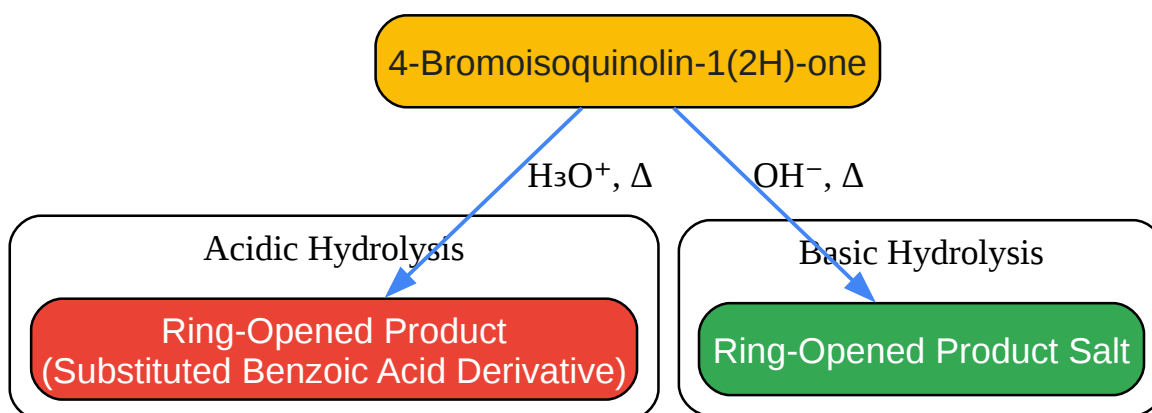 4-Bromoisoquinolin-1(2H)-one
H₃O⁺, Δ
OH⁻, Δ
Acidic Hydrolysis
Basic Hydrolysis
Ring-Opened Product
(Substituted Benzoic Acid Derivative)
Ring-Opened Product Salt